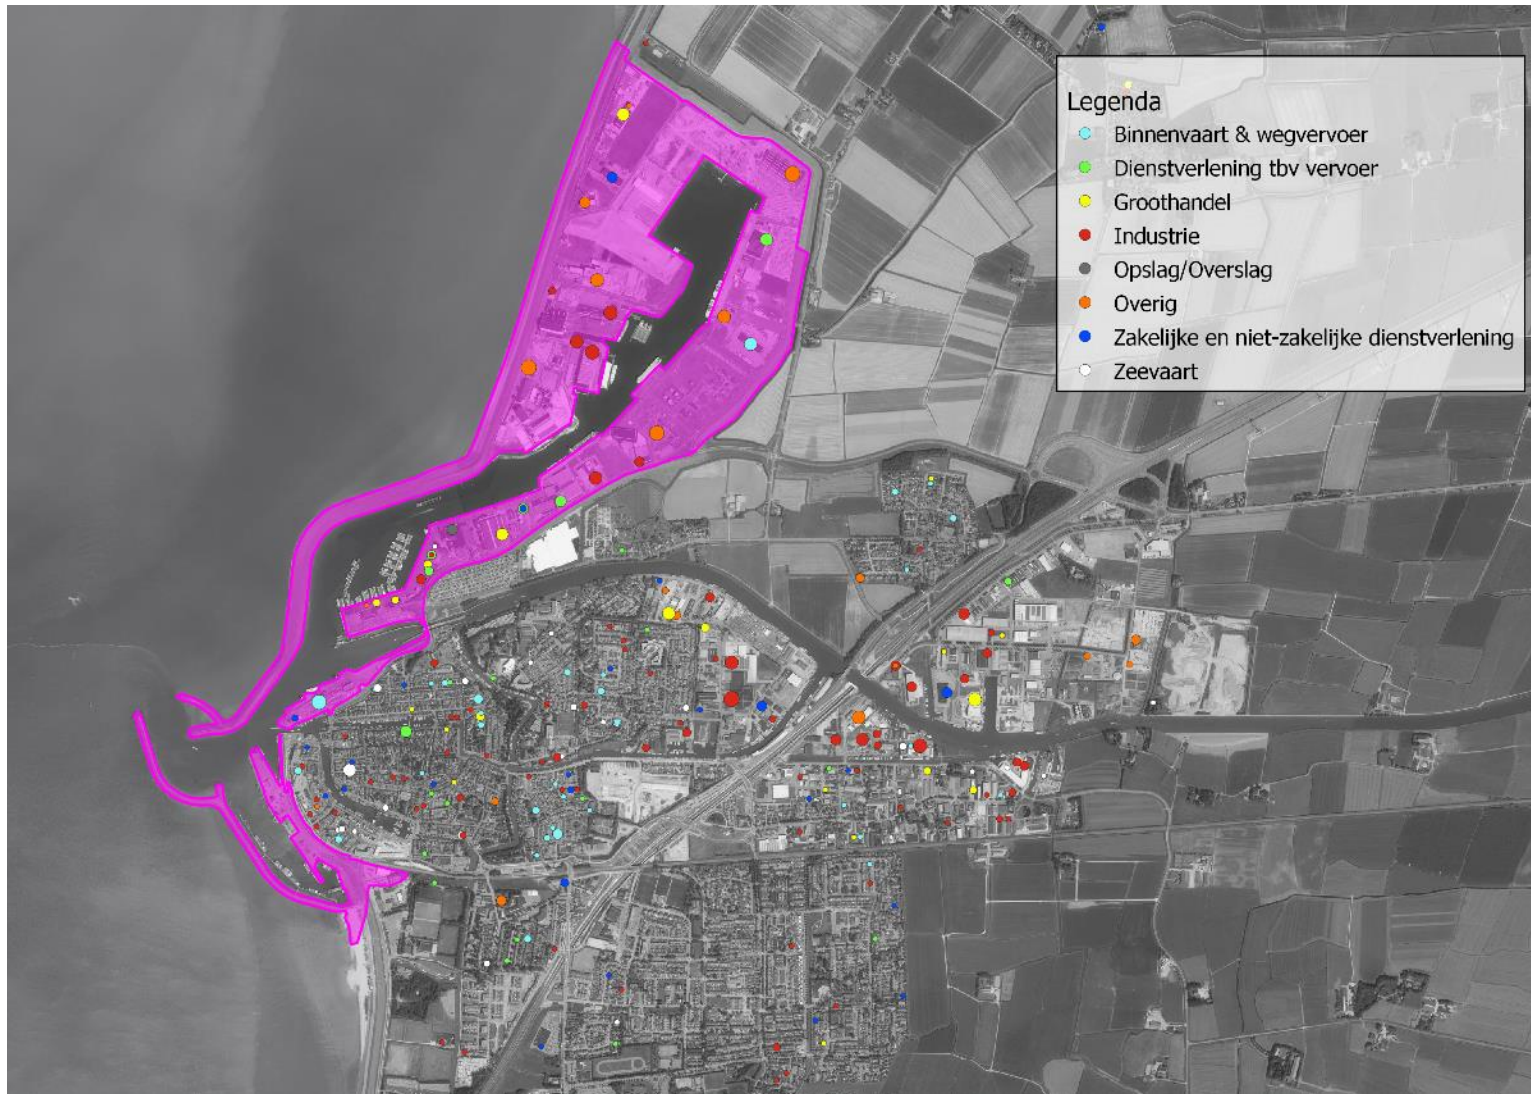 Legenda
Binnenvaart & wegvervoer
Dienstverlening tbv vervoer
Groothandel
Industrie
Opslag/Overslag
Overig
Zakelijke en niet-zakelijke dienstverlening
Zeevaart